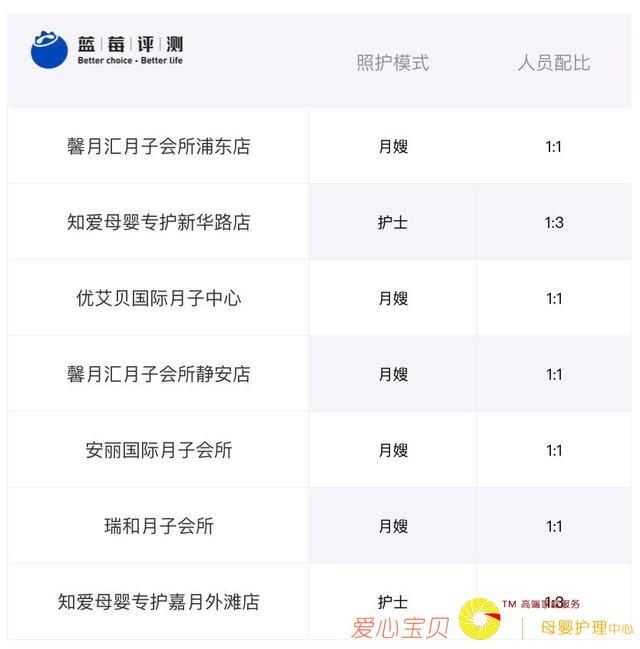 蓝莓评测
Better choice · Better life
照护模式 人员配比
馨月汇月子会所浦东店 月嫂 1:1
知爱母婴专护新华路店 护士 1:3
优艾贝国际月子中心 月嫂 1:1
馨月汇月子会所静安店 月嫂 1:1
安丽国际月子会所 月嫂 1:1
瑞和月子会所 月嫂 1:1
知爱母婴专护嘉月外滩店 护士 1:3
爱心宝贝 TM 高端家政服务
母婴护理中心